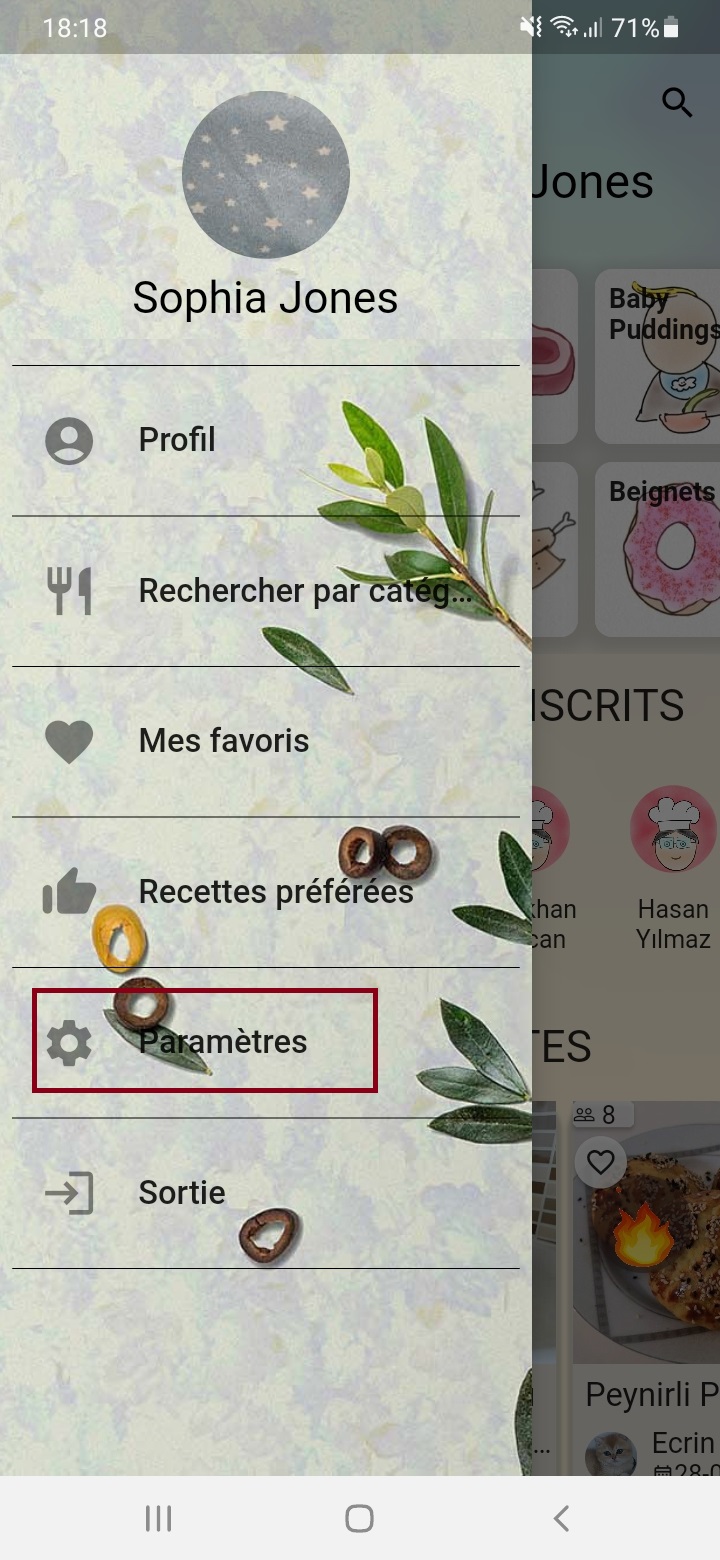 18:18
71%
Jones
Sophia Jones
Baby
Puddings
Profil
Beignets
Rechercher par catég...
ISCRITS
Mes favoris
Recettes préférées
khan
can
Hasan
Yılmaz
Paramètres
TES
8
Sortie
Peynirli P
Ecrin
...
28-0